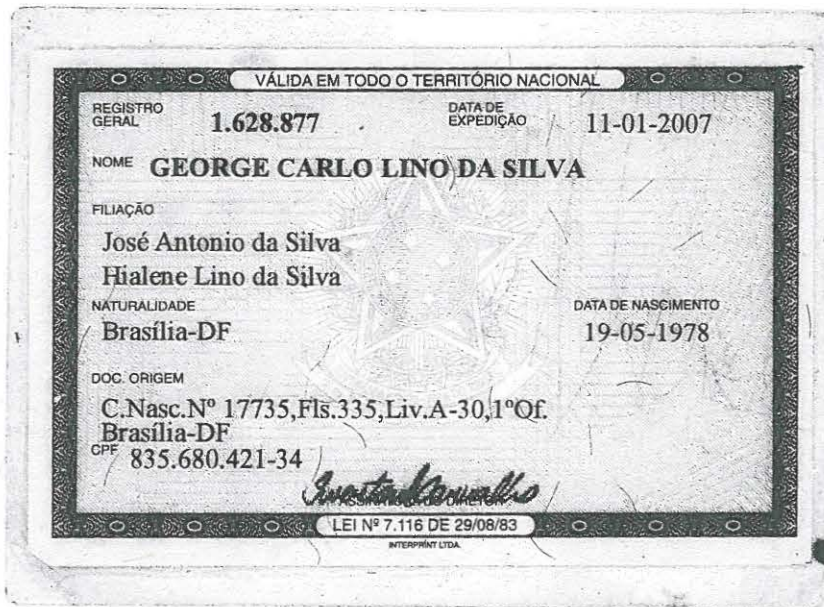 VÁLIDA EM TODO O TERRITÓRIO NACIONAL
REGISTRO GERAL 1.628.877 DATA DE EXPEDIÇÃO 11-01-2007
NOME GEORGE CARLO LINO DA SILVA
FILIAÇÃO
José Antonio da Silva
Hialene Lino da Silva
NATURALIDADE DATA DE NASCIMENTO
Brasília-DF 19-05-1978
DOC. ORIGEM
C.Nasc.Nº 17735,Fls.335,Liv.A-30,1ºOf.
Brasília-DF
CPF 835.680.421-34
ASSINATURA DO DIRETOR
LEI Nº 7.116 DE 29/08/83
INTERPRINT LTDA.